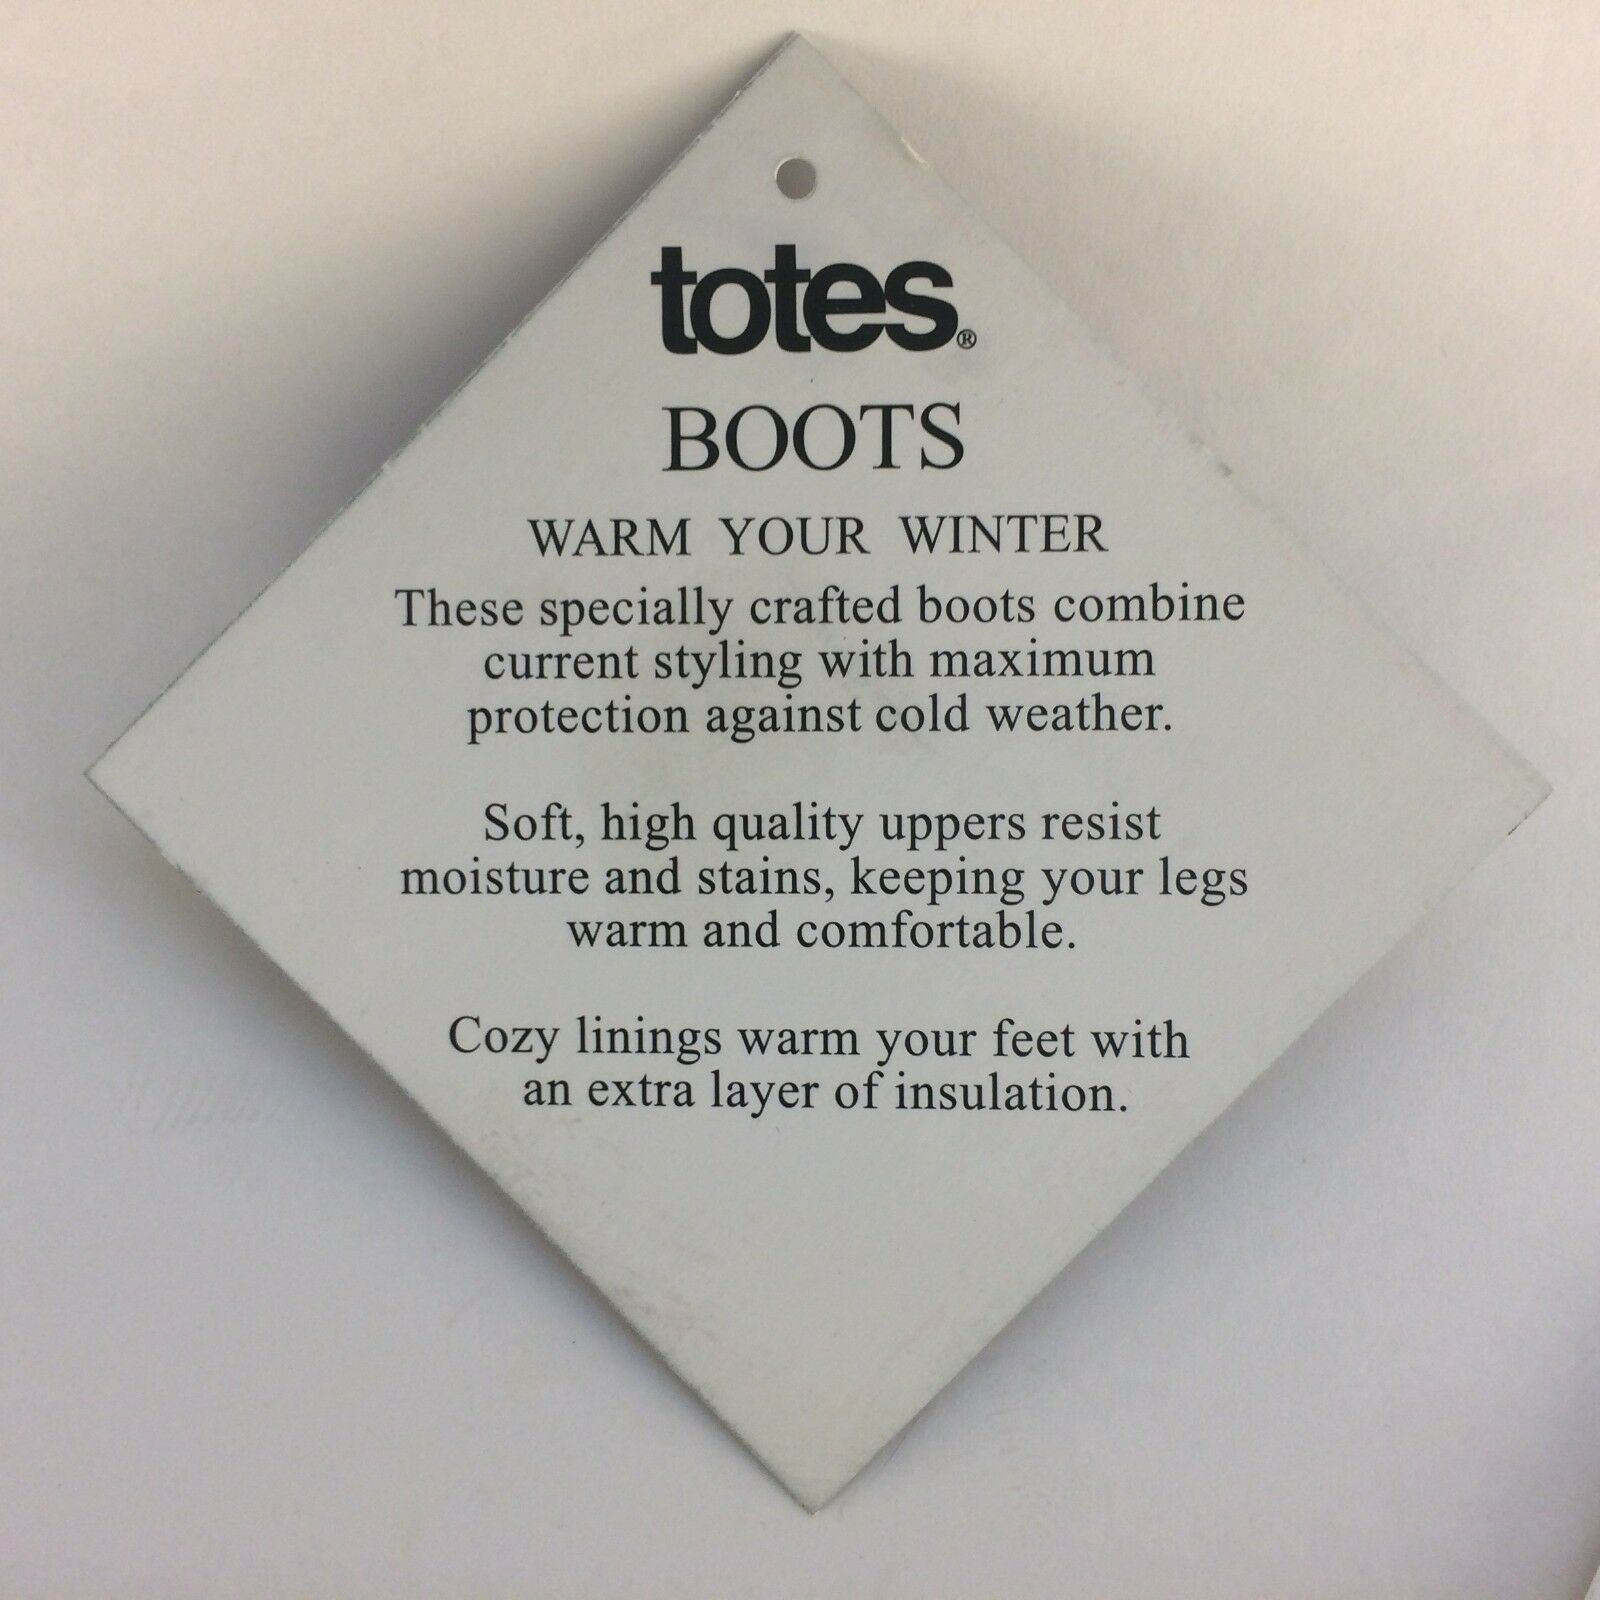 totes®
BOOTS
WARM YOUR WINTER
These specially crafted boots combine
current styling with maximum
protection against cold weather.
Soft, high quality uppers resist
moisture and stains, keeping your legs
warm and comfortable.
Cozy linings warm your feet with
an extra layer of insulation.